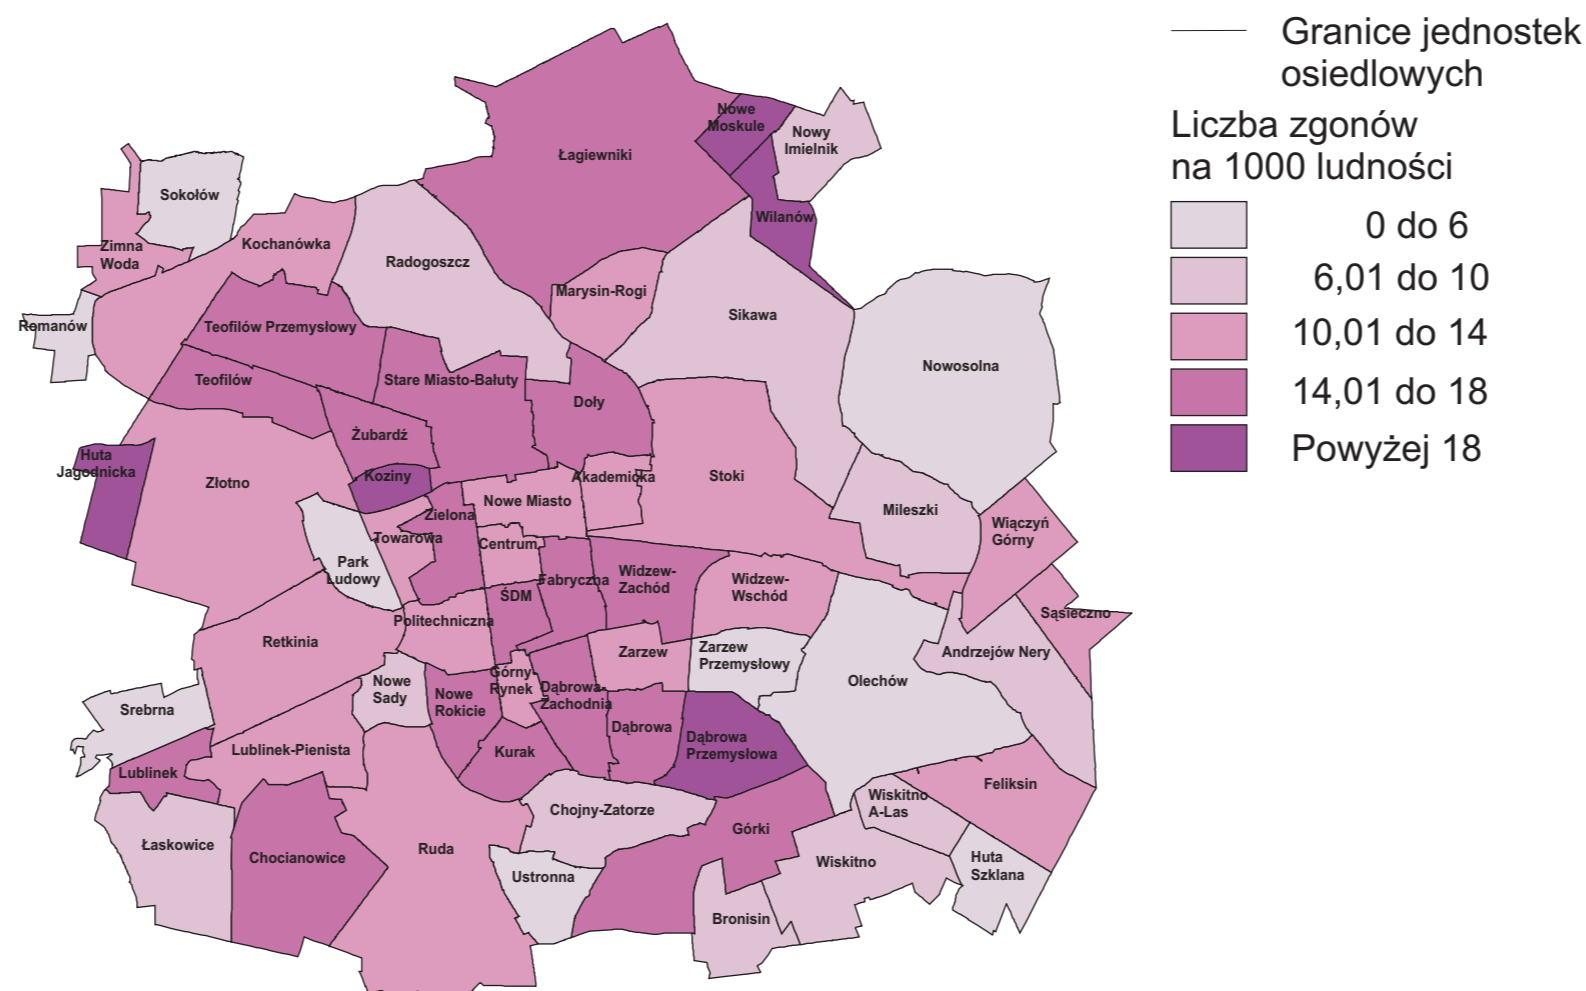 Granice jednostek
osiedlowych
Liczba zgonów
na 1000 ludności
0 do 6
6,01 do 10
10,01 do 14
14,01 do 18
Powyżej 18
Nowe
Moskule
Nowy
Imielnik
Łagiewniki
Sokołów
Wilanów
Zimna
Woda
Kochanówka
Radogoszcz
Marysin-Rogi
Sikawa
Romanów
Teofilów Przemysłowy
Nowosolna
Teofilów
Stare Miasto-Bałuty
Doły
Żubardź
Huta
Jagodnicka
Koziny
Złotno
Akademicka
Stoki
Nowe Miasto
Mileszki
Zielona
Wiączyń
Górny
Towarowa
Centrum
Park
Ludowy
Fabryczna
Widzew-
Zachód
Widzew-
Wschód
ŚDM
Sąsieczno
Politechniczna
Retkinia
Zarzew
Zarzew
Przemysłowy
Andrzejów Nery
Olechów
Nowe
Sady
Górny-
Rynek
Nowe
Rokicie
Dąbrowa-
Zachodnia
Srebrna
Dąbrowa
Dąbrowa
Przemysłowa
Lublinek-Pienista
Kurak
Lublinek
Feliksin
Wiskitno
A-Las
Chojny-Zatorze
Górki
Łaskowice
Chocianowice
Ruda
Wiskitno
Huta
Szklana
Ustronna
Bronisin